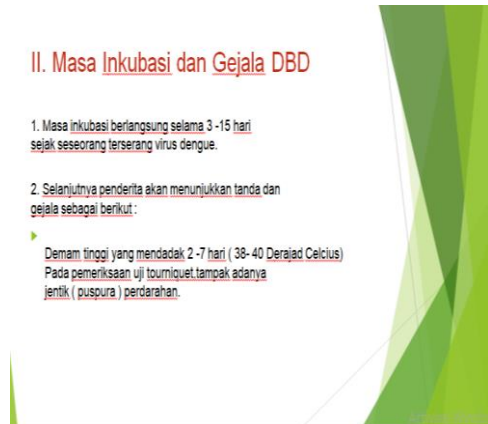 II. Masa Inkubasi dan Gejala DBD
1. Masa inkubasi berlangsung selama 3 -15 hari
sejak seseorang terserang virus dengue.
2. Selanjutnya penderita akan menunjukkan tanda dan
gejala sebagai berikut :
Demam tinggi yang mendadak 2 -7 hari ( 38- 40 Derajad Celcius)
Pada pemeriksaan uji tourniquet.tampak adanya
jentik ( puspura ) perdarahan.